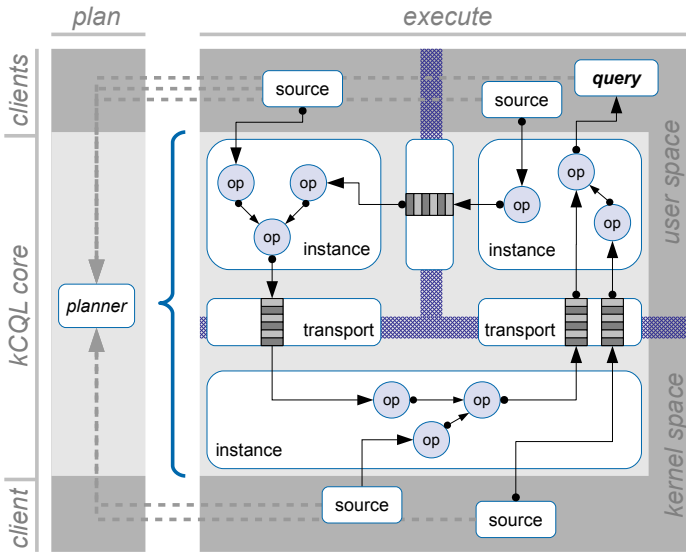 plan
execute
clients
source
source
query
user space
kCQL core
op
op
op
instance
op
op
op
instance
planner
transport
transport
op
op
op
instance
kernel space
client
source
source